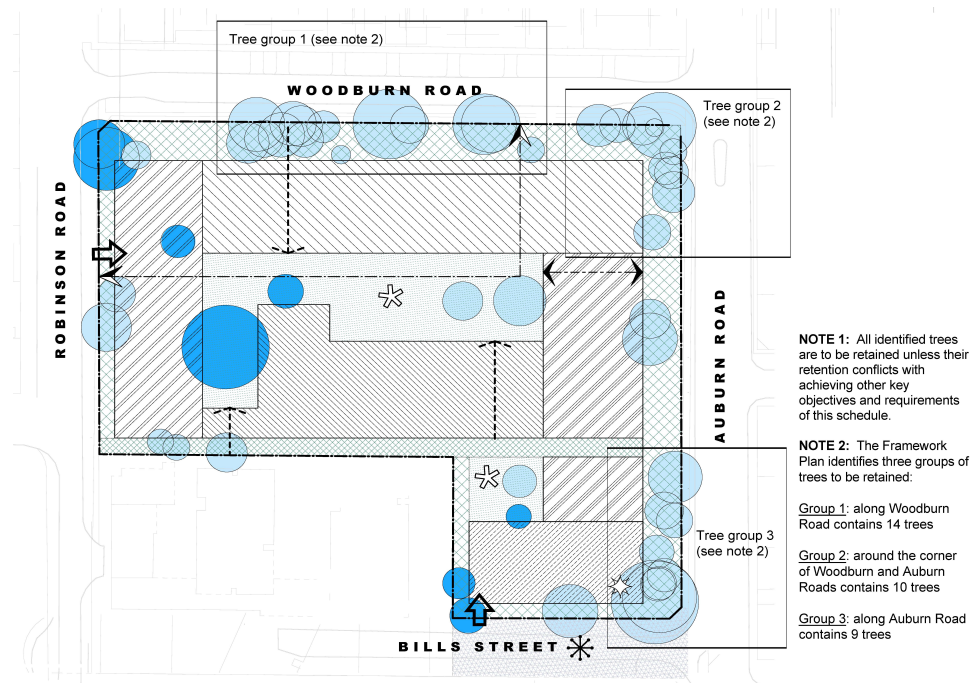 Tree group 1 (see note 2)
WOODBURN ROAD
Tree group 2
(see note 2)
ROBINSON ROAD
AUBURN ROAD
NOTE 1: All identified trees
are to be retained unless their
retention conflicts with
achieving other key
objectives and requirements
of this schedule.
NOTE 2: The Framework
Plan identifies three groups of
trees to be retained:
Group 1: along Woodburn
Road contains 14 trees
Group 2: around the corner
of Woodburn and Auburn
Roads contains 10 trees
Group 3: along Auburn Road
contains 9 trees
Tree group 3
(see note 2)
BILLS STREET